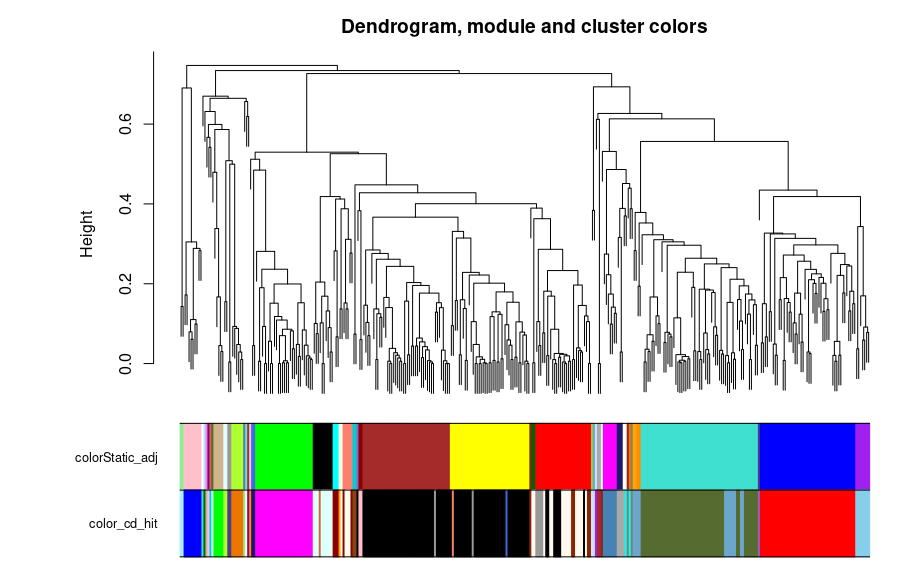 Dendrogram, module and cluster colors
Height
0.6
0.4
0.2
0.0
colorStatic_adj
color_cd_hit